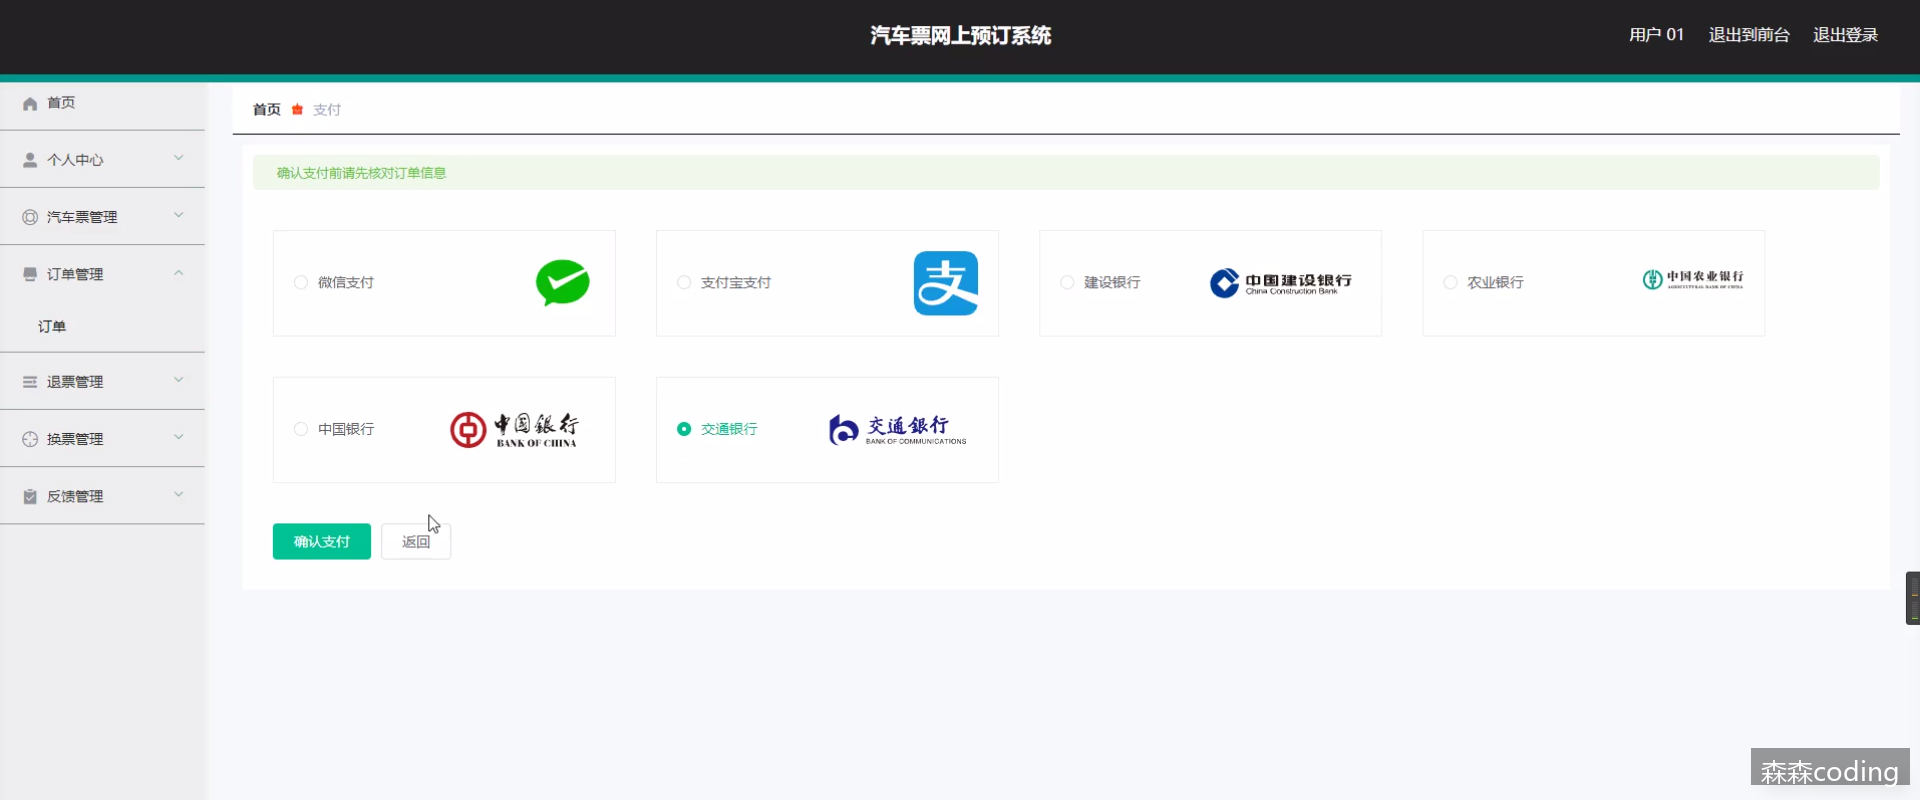 汽车票网上预订系统
用户 01 退出到前台 退出登录
首页
个人中心
汽车票管理
订单管理
订单
退票管理
换票管理
反馈管理
首页 支付
确认支付前请先核对订单信息
微信支付
支付宝支付
支
建设银行
中国建设银行
China Construction Bank
农业银行
中国农业银行
AGRICULTURAL BANK OF CHINA
中国银行
中国銀行
BANK OF CHINA
交通银行
交通銀行
BANK OF COMMUNICATIONS
确认支付 返回
森森coding